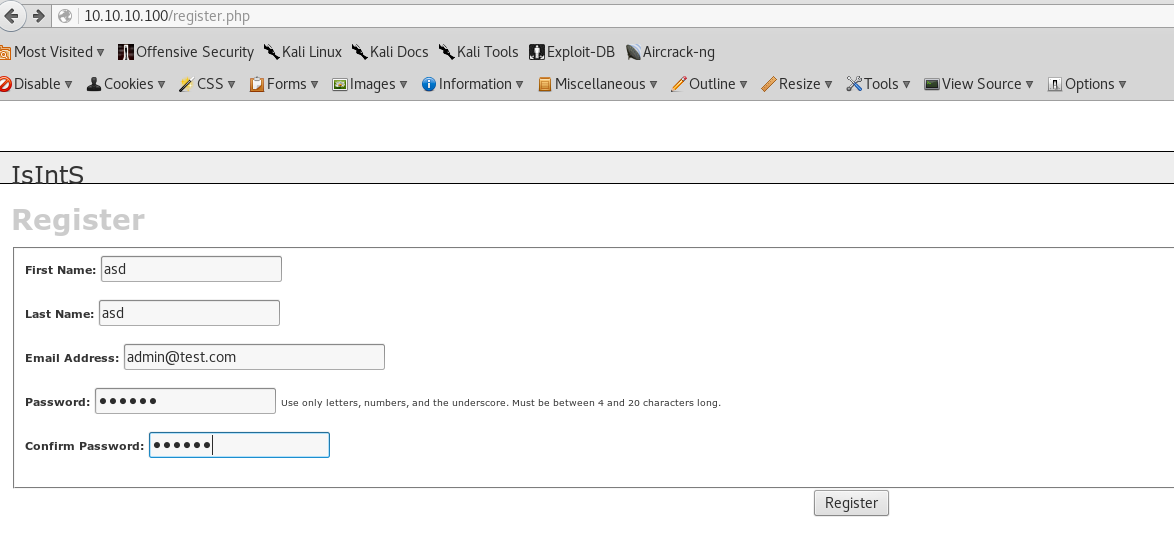 10.10.10.100/register.php
Most Visited Offensive Security Kali Linux Kali Docs Kali Tools Exploit-DB Aircrack-ng
Disable Cookies CSS Forms Images Information Miscellaneous Outline Resize Tools View Source Options
IsIntS
Register
First Name: asd
Last Name: asd
Email Address: admin@test.com
Password: •••••• Use only letters, numbers, and the underscore. Must be between 4 and 20 characters long.
Confirm Password: ••••••
Register